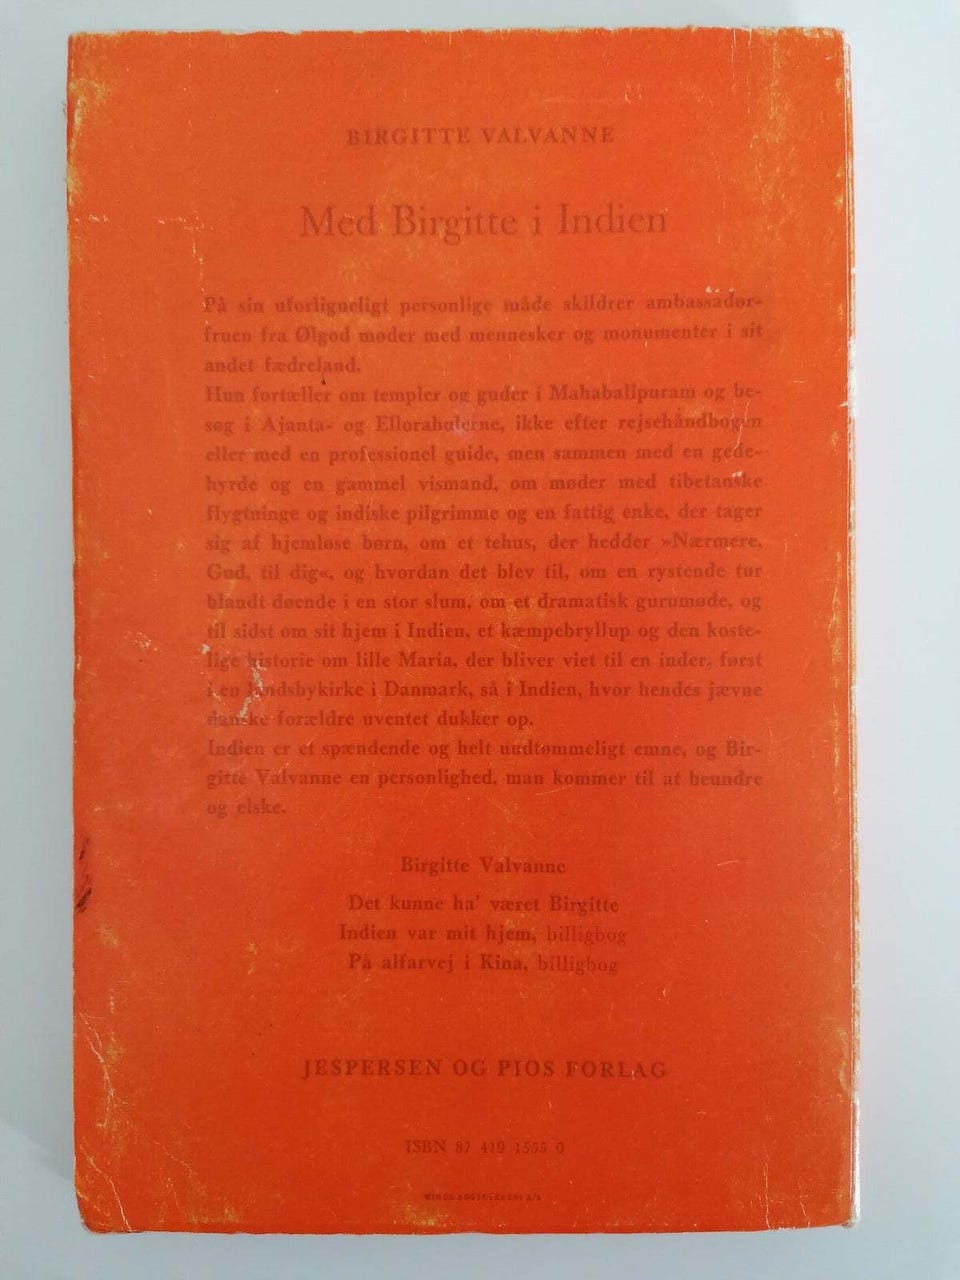 BIRGITTE VALVANNE
Med Birgitte i Indien
På sin uforligneligt personlige måde skildrer ambassadør-
fruen fra Ølgod møder med mennesker og monumenter i sit
andet fædreland.
Hun fortæller om templer og guder i Mahabalipuram og be-
søg i Ajanta- og Ellorahulerne, ikke efter rejsehåndbogen
eller med en professionel guide, men sammen med en gede-
hyrde og en gammel vismand, om møder med tibetanske
flygtninge og indiske pilgrimme og en fattig enke, der tager
sig af hjemløse børn, om et tehus, der hedder »Nærmere,
Gud, til dig«, og hvordan det blev til, om en rystende tur
blandt døende i en stor slum, om et dramatisk gurumøde, og
til sidst om sit hjem i Indien, et kæmpebryllup og den koste-
lige historie om lille Maria, der bliver viet til en inder, først
i en landsbykirke i Danmark, så i Indien, hvor hendes jævne
danske forældre uventet dukker op.
Indien er et spændende og helt uudtømmeligt emne, og Bir-
gitte Valvanne en personlighed, man kommer til at beundre
og elske.
Birgitte Valvanne
Det kunne ha' været Birgitte
Indien var mit hjem, billigbog
På alfarvej i Kina, billigbog
JESPERSEN OG PIOS FORLAG
ISBN 87 419 1555 0